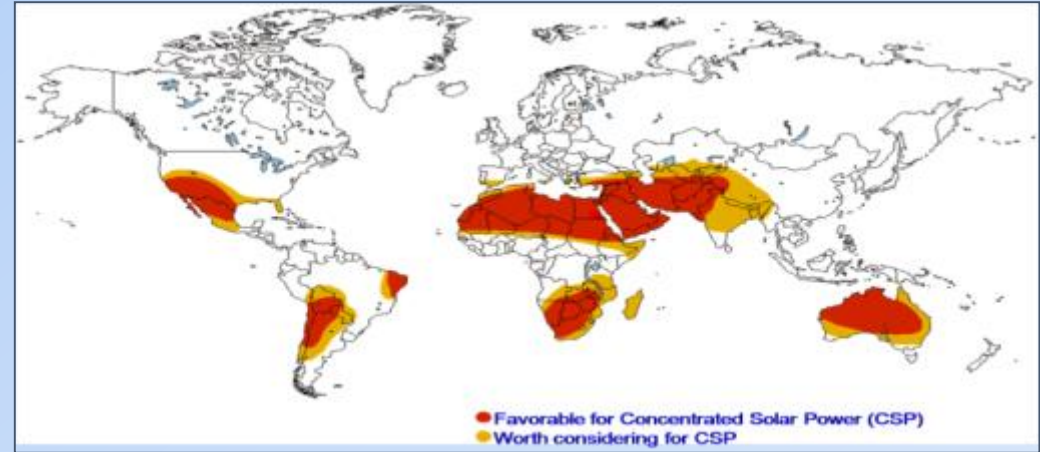 Favorable for Concentrated Solar Power (CSP)
Worth considering for CSP